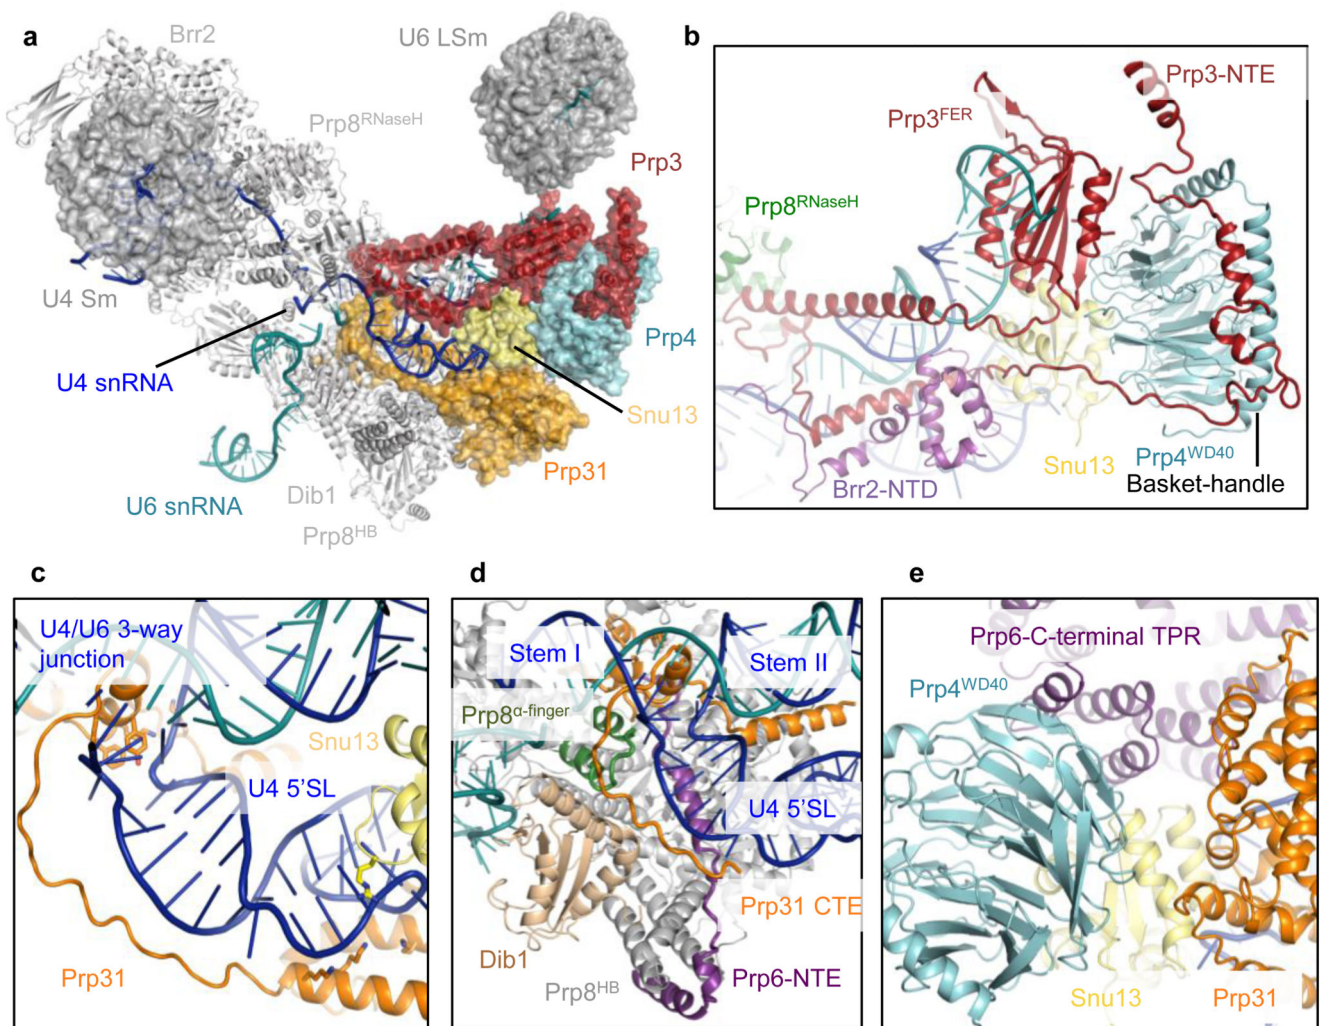 a
Brr2
U6 LSm
Prp8RNaseH
Prp3
U4 Sm
Prp4
U4 snRNA
Snu13
Prp31
U6 snRNA
Dib1
Prp8HB
b
Prp3-NTE
Prp3FER
Prp8RNaseH
Snu13
Prp4WD40
Brr2-NTD
Basket-handle
c
U4/U6 3-way
junction
Snu13
U4 5’SL
Prp31
d
Stem I
Stem II
Prp8α-finger
U4 5’SL
Prp31 CTE
Dib1
Prp8HB
Prp6-NTE
e
Prp6-C-terminal TPR
Prp4WD40
Snu13
Prp31